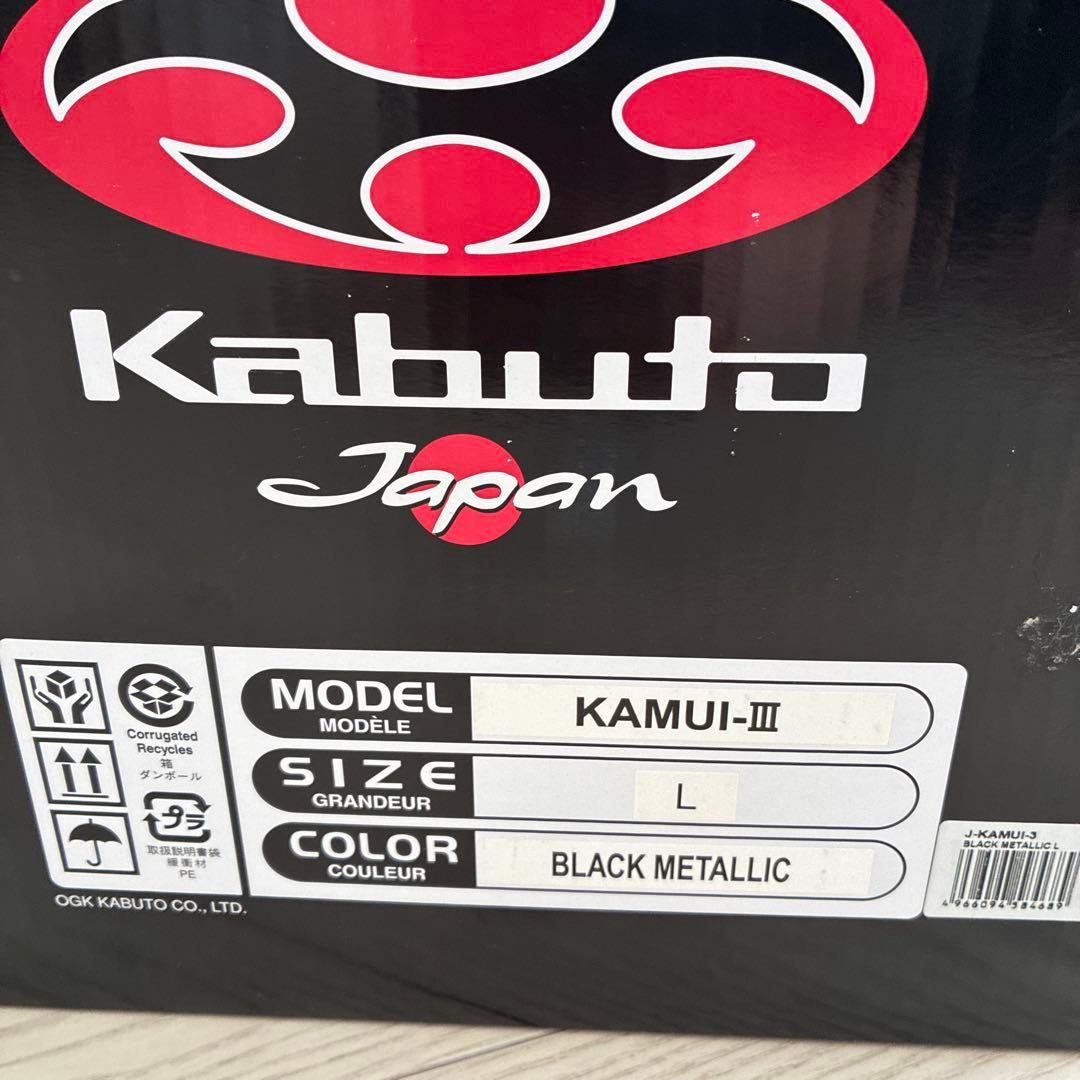 Kabuto
Japan
Corrugated
Recycles
箱
ダンボール
プラ
取扱説明書袋
緩衝材
PE
MODEL
MODÈLE
KAMUI-Ⅲ
SIZE
GRANDEUR
L
COLOR
COULEUR
BLACK METALLIC
OGK KABUTO CO., LTD.
J-KAMUI-3
BLACK METALLIC L